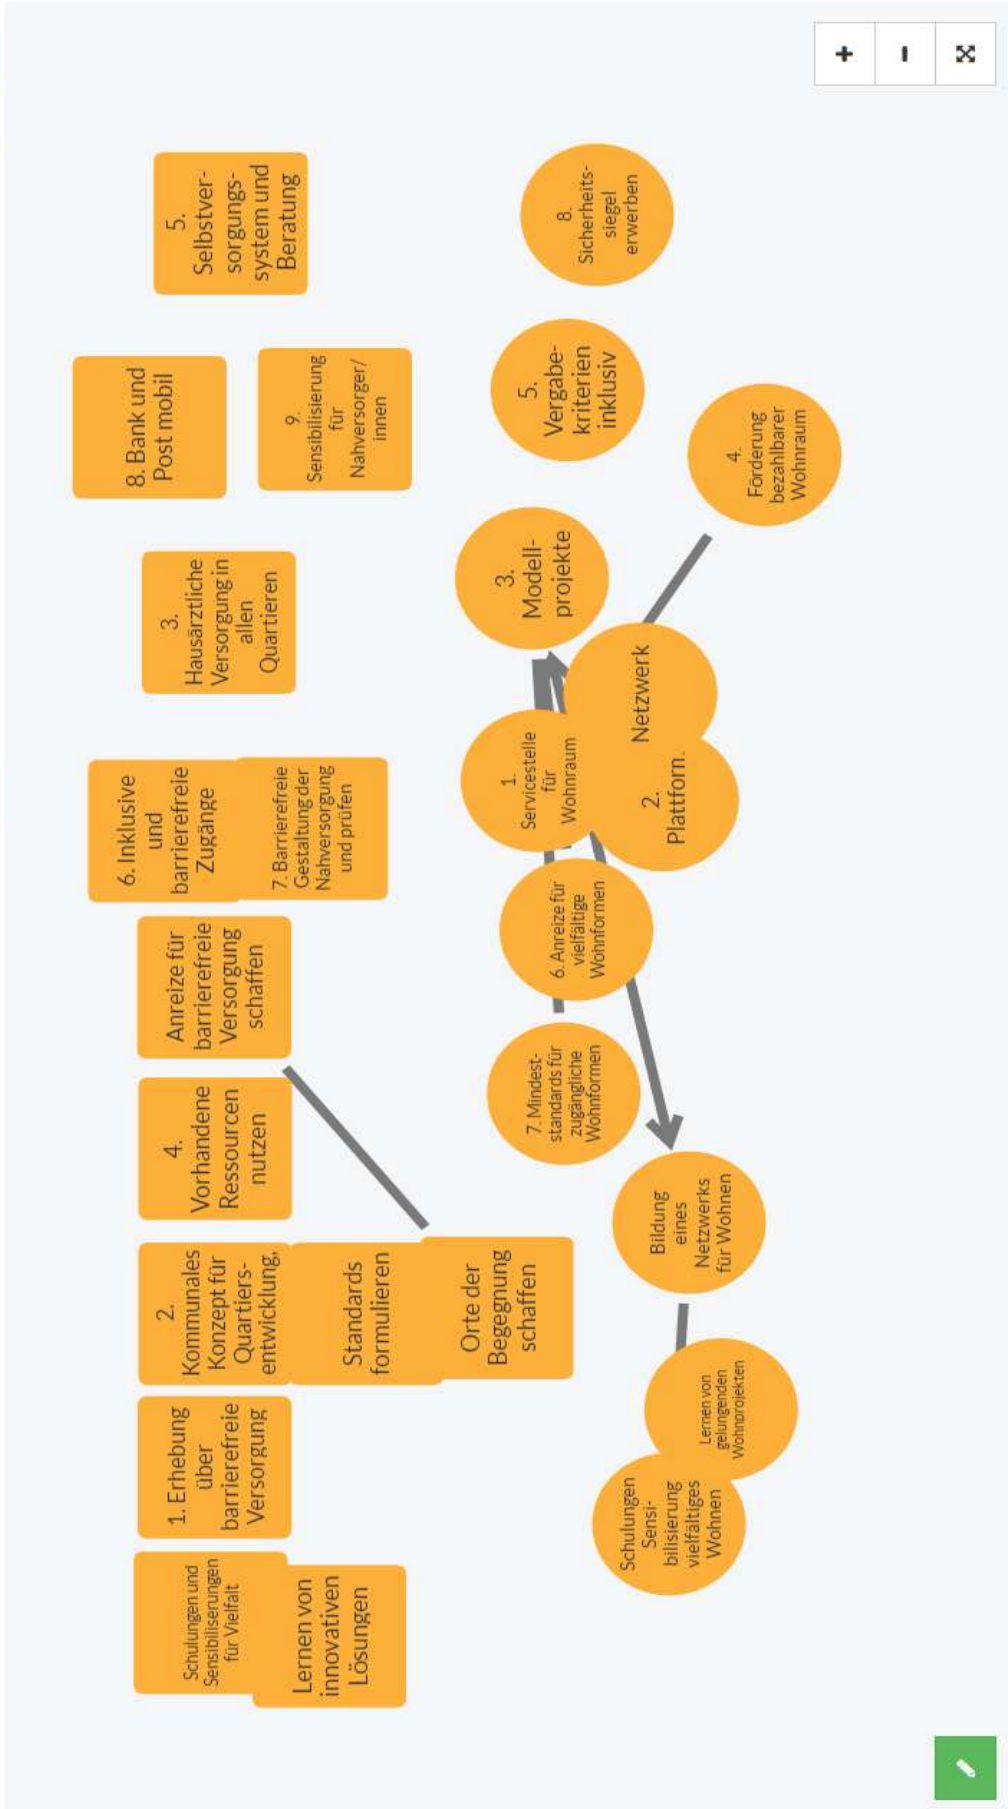 Schulungen und
Sensibiliserungen
für Vielfalt
Lernen von
innovativen
Lösungen
1. Erhebung
über
barrierefreie
Versorgung
2.
Kommunales
Konzept für
Quartiers-
entwicklung,
Standards
formulieren
Orte der
Begegnung
schaffen
4.
Vorhandene
Ressourcen
nutzen
Anreize für
barrierefreie
Versorgung
schaffen
6. Inklusive
und
barrierefreie
Zugänge
7. Barrierefreie
Gestaltung der
Nahversorgung
und prüfen
3.
Hausärztliche
Versorgung in
allen
Quartieren
8. Bank und
Post mobil
9.
Sensibilisierung
für
Nahversorger/
innen
5.
Selbstver-
sorgungs-
system und
Beratung
Schulungen
Sensi-
bilisierung
vielfältiges
Wohnen
Lernen von
gelungenden
Wohnprojekten
Bildung
eines
Netzwerks
für Wohnen
7. Mindest-
standards für
zugängliche
Wohnformen
6. Anreize für
vielfältige
Wohnformen
1.
Servicestelle
für
Wohnraum
2.
Plattforn.
Netzwerk
3.
Modell-
projekte
4.
Förderung
bezahlbarer
Wohnraum
5.
Vergabe-
kriterien
inklusiv
8.
Sicherheits-
siegel
erwerben